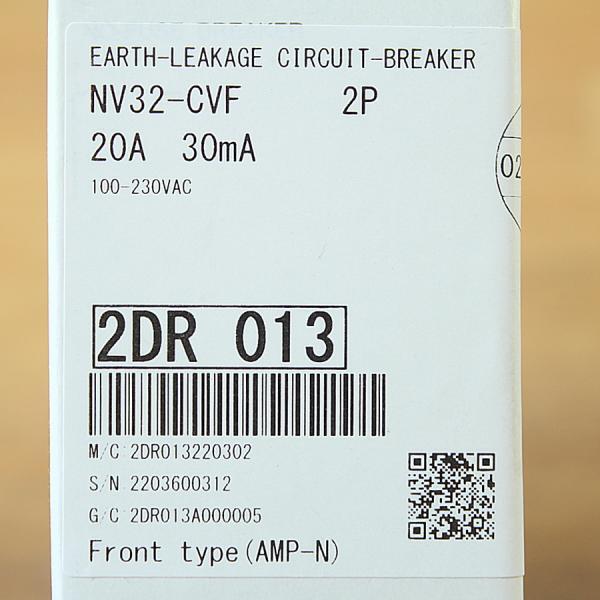 EARTH-LEAKAGE CIRCUIT-BREAKER
NV32-CVF 2P
20A 30mA
100-230VAC
02
2DR 013
M/C:2DR013220302
S/N:2203600312
G/C:2DR013A000005
Front type(AMP-N)